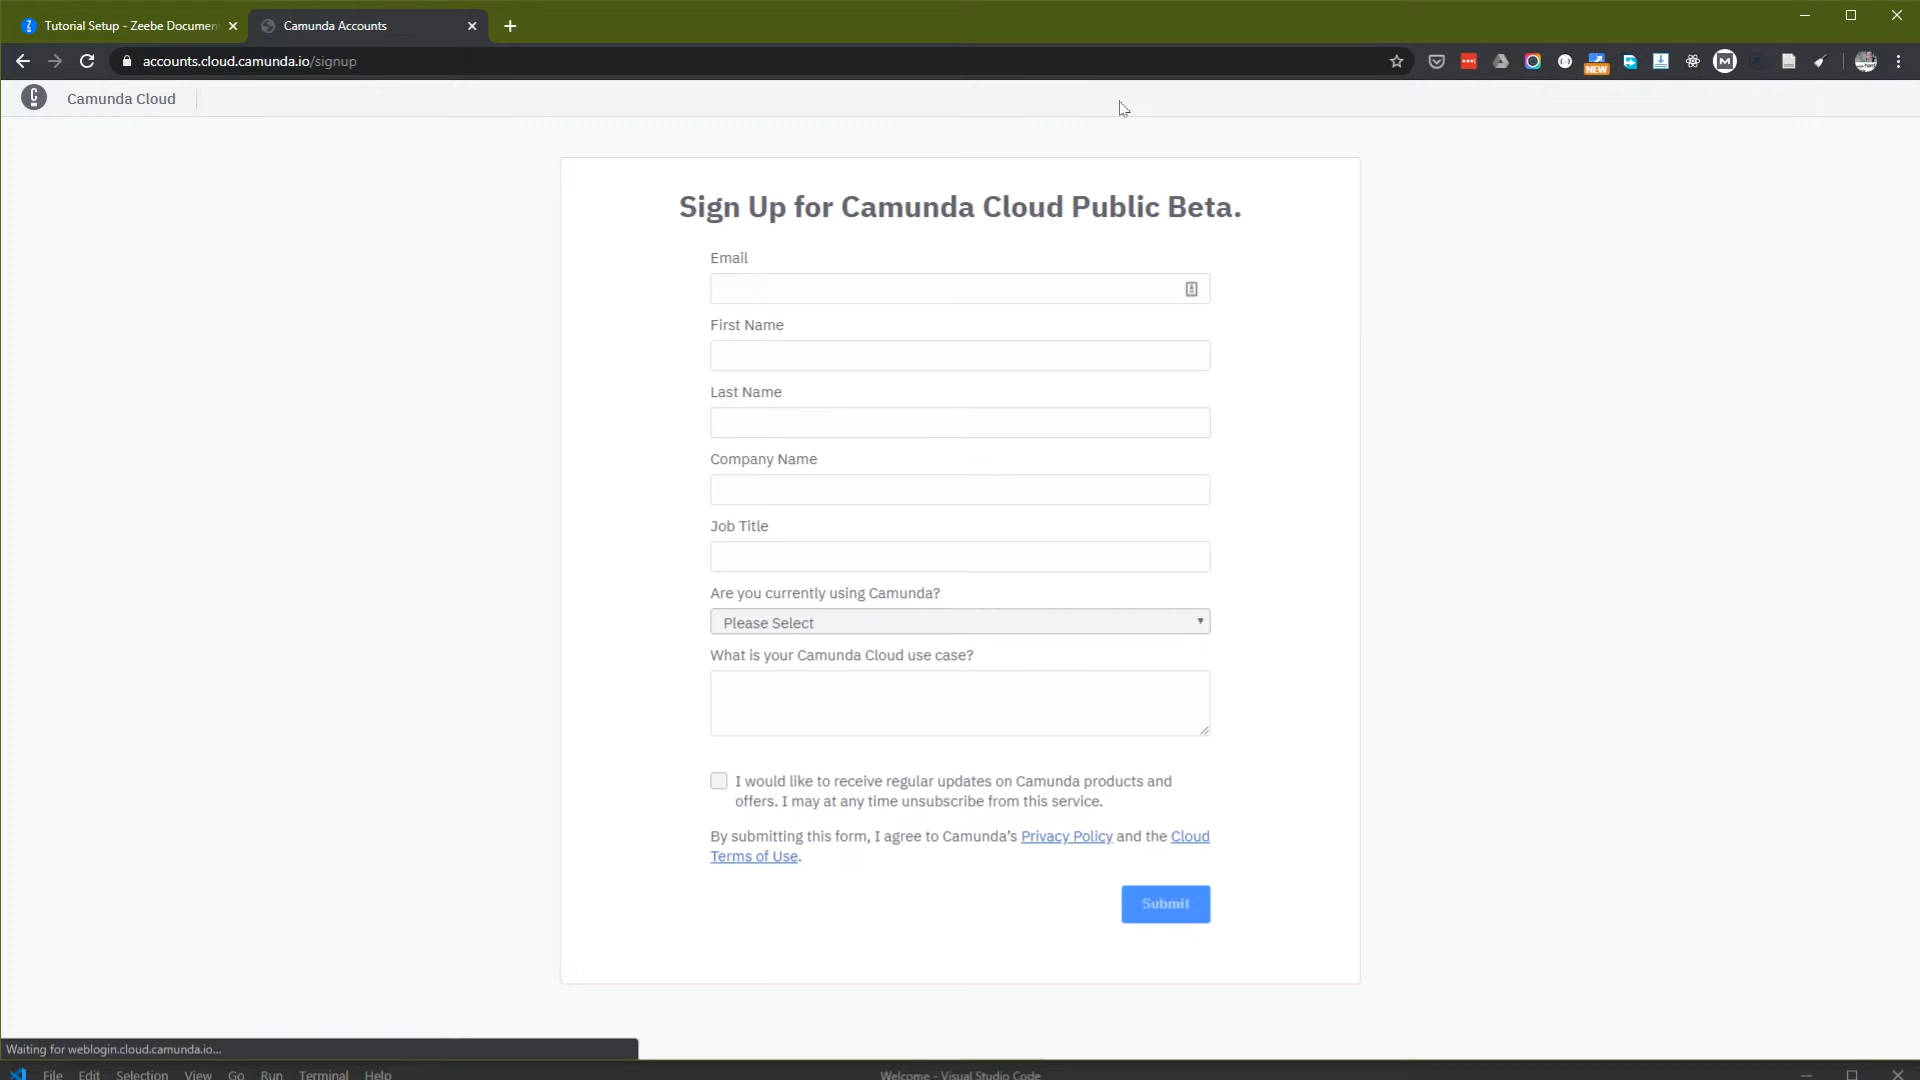 Tutorial Setup - Zeebe Documen
Camunda Accounts
accounts.cloud.camunda.io/signup
NEW
Camunda Cloud
Sign Up for Camunda Cloud Public Beta.
Email
First Name
Last Name
Company Name
Job Title
Are you currently using Camunda?
Please Select
What is your Camunda Cloud use case?
I would like to receive regular updates on Camunda products and
offers. I may at any time unsubscribe from this service.
By submitting this form, I agree to Camunda's Privacy Policy and the Cloud
Terms of Use.
Submit
Waiting for weblogin.cloud.camunda.io...
File Edit Selection View Go Run Terminal Help Welcome - Visual Studio Code